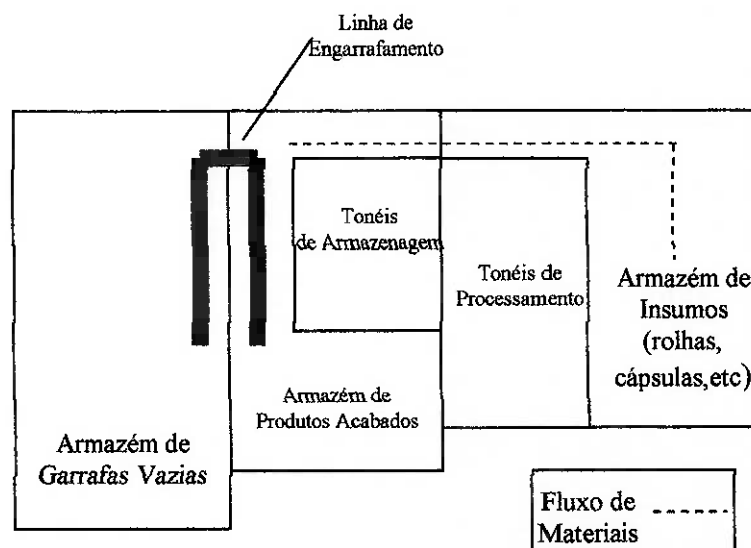 Linha de
Engarrafamento
Tonéis
de Armazenagem
Tonéis de
Processamento
Armazém de
Insumos
(rolhas,
cápsulas,etc)
Armazém de
Produtos Acabados
Armazém de
Garrafas Vazias
Fluxo de
Materiais